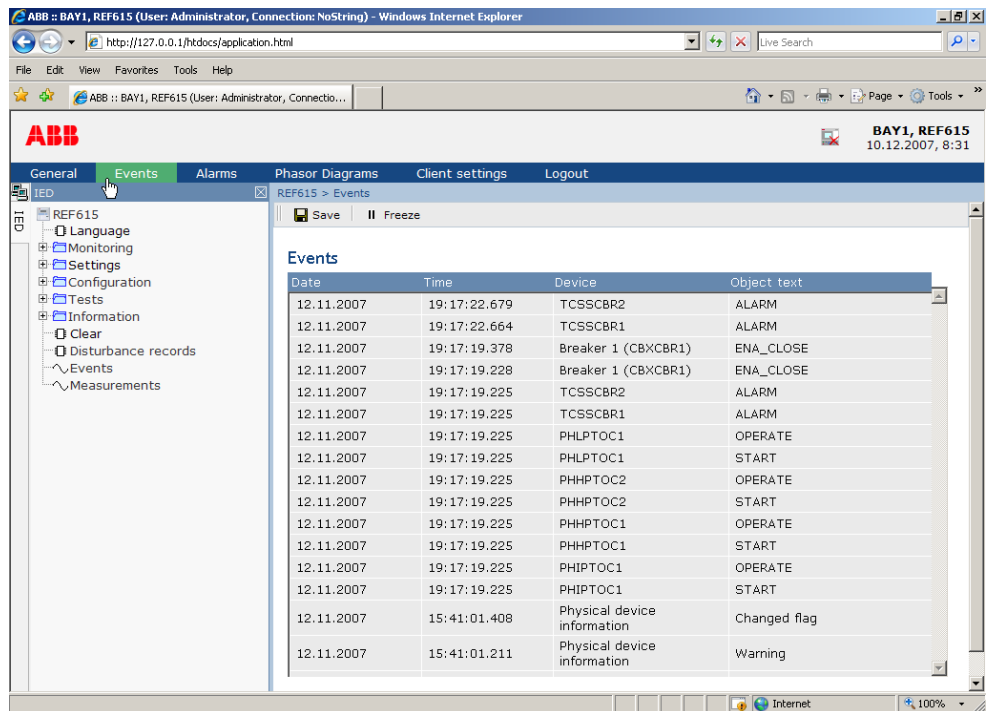 ABB :: BAY1, REF615 (User: Administrator, Connection: NoString) - Windows Internet Explorer
http://127.0.0.1/htdocs/application.html
Live Search
File Edit View Favorites Tools Help
ABB :: BAY1, REF615 (User: Administrator, Connectio...
Page Tools »
ABB
BAY1, REF615
10.12.2007, 8:31
General Events Alarms Phasor Diagrams Client settings Logout
IED
IED
REF615 > Events
REF615
Language
Monitoring
Settings
Configuration
Tests
Information
Clear
Disturbance records
Events
Measurements
Save Freeze
Events
Date Time Device Object text
12.11.2007 19:17:22.679 TCSSCBR2 ALARM
12.11.2007 19:17:22.664 TCSSCBR1 ALARM
12.11.2007 19:17:19.378 Breaker 1 (CBXCBR1) ENA_CLOSE
12.11.2007 19:17:19.228 Breaker 1 (CBXCBR1) ENA_CLOSE
12.11.2007 19:17:19.225 TCSSCBR2 ALARM
12.11.2007 19:17:19.225 TCSSCBR1 ALARM
12.11.2007 19:17:19.225 PHLPTOC1 OPERATE
12.11.2007 19:17:19.225 PHLPTOC1 START
12.11.2007 19:17:19.225 PHHPTOC2 OPERATE
12.11.2007 19:17:19.225 PHHPTOC2 START
12.11.2007 19:17:19.225 PHHPTOC1 OPERATE
12.11.2007 19:17:19.225 PHHPTOC1 START
12.11.2007 19:17:19.225 PHIPTOC1 OPERATE
12.11.2007 19:17:19.225 PHIPTOC1 START
12.11.2007 15:41:01.408 Physical device information Changed flag
12.11.2007 15:41:01.211 Physical device information Warning
Internet 100%